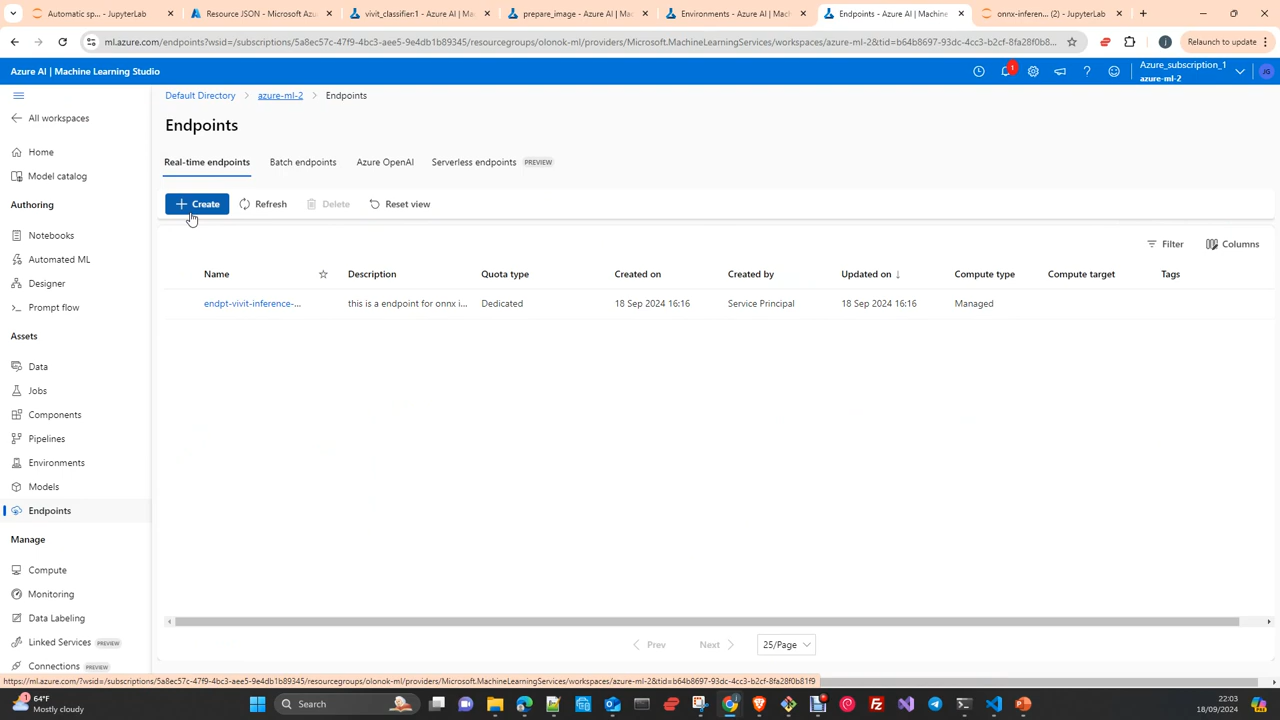 Automatic sp... - JupyterLab
Resource JSON - Microsoft Azu
vivit_classifier:1 - Azure AI | Ma
prepare_image - Azure AI | Mac
Environments - Azure AI | Mach
Endpoints - Azure AI | Machine
onnx-inferen... (2) - JupyterLab
ml.azure.com/endpoints?wsid=/subscriptions/5a8ec57c-47f9-4bc3-aee5-9e4db1b89345/resourcegroups/olonok-ml/providers/Microsoft.MachineLearningServices/workspaces/azure-ml-2&tid=b64b8697-93dc-4cc3-b2cf-8fa28f0b8...
Relaunch to update
Azure AI | Machine Learning Studio
1
Azure_subscription_1
azure-ml-2
JG
All workspaces
Home
Model catalog
Authoring
Notebooks
Automated ML
Designer
Prompt flow
Assets
Data
Jobs
Components
Pipelines
Environments
Models
Endpoints
Manage
Compute
Monitoring
Data Labeling
Linked Services PREVIEW
Connections PREVIEW
Default Directory > azure-ml-2 > Endpoints
Endpoints
Real-time endpoints Batch endpoints Azure OpenAI Serverless endpoints PREVIEW
Create Refresh Delete Reset view
Filter Columns
Name Description Quota type Created on Created by Updated on ↓ Compute type Compute target Tags
endpt-vivit-inference-... this is a endpoint for onnx i... Dedicated 18 Sep 2024 16:16 Service Principal 18 Sep 2024 16:16 Managed
Prev Next 25/Page
https://ml.azure.com/?wsid=/subscriptions/5a8ec57c-47f9-4bc3-aee5-9e4db1b89345/resourcegroups/olonok-ml/providers/Microsoft.MachineLearningServices/workspaces/azure-ml-2&tid=b64b8697-93dc-4cc3-b2cf-8fa28f0b81f9
64°F
Mostly cloudy
Search
22:03
18/09/2024